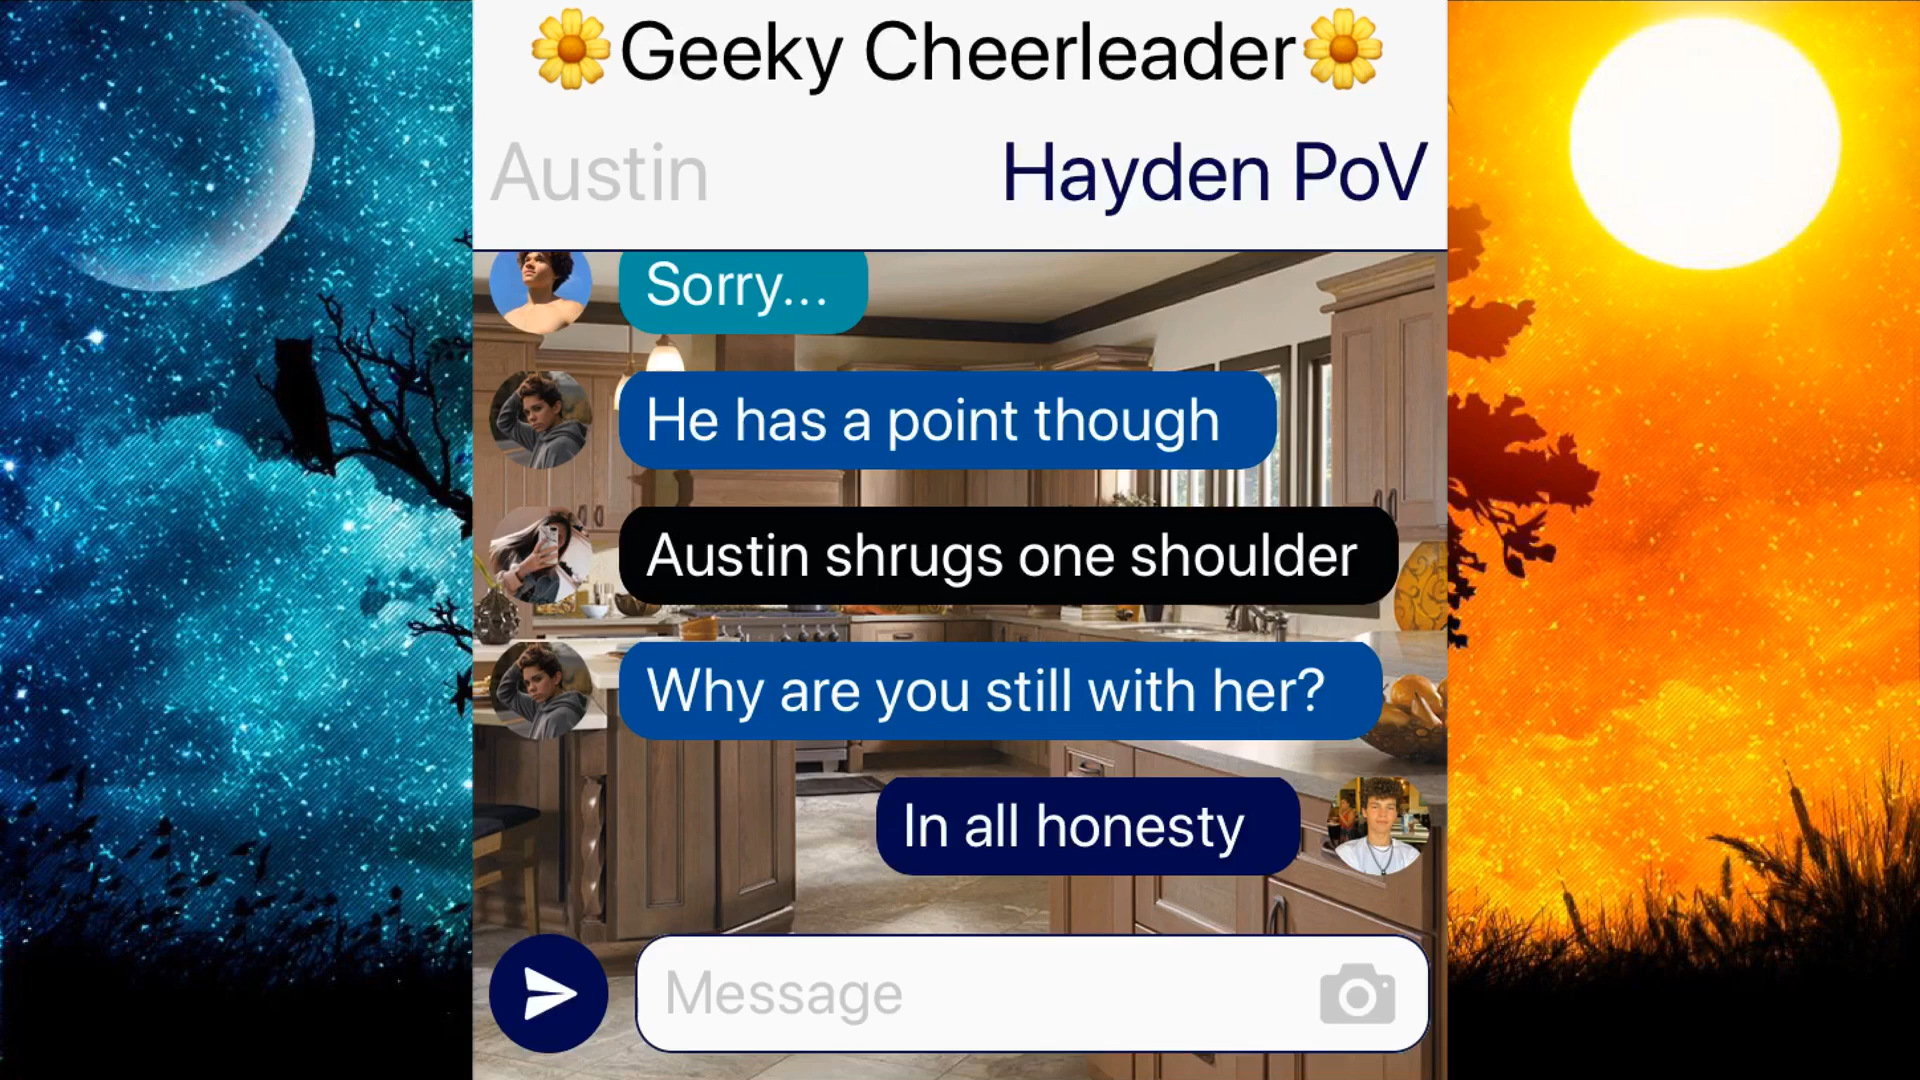 🌼Geeky Cheerleader🌼
Austin
Hayden PoV
Sorry...
He has a point though
Austin shrugs one shoulder
Why are you still with her?
In all honesty
Message